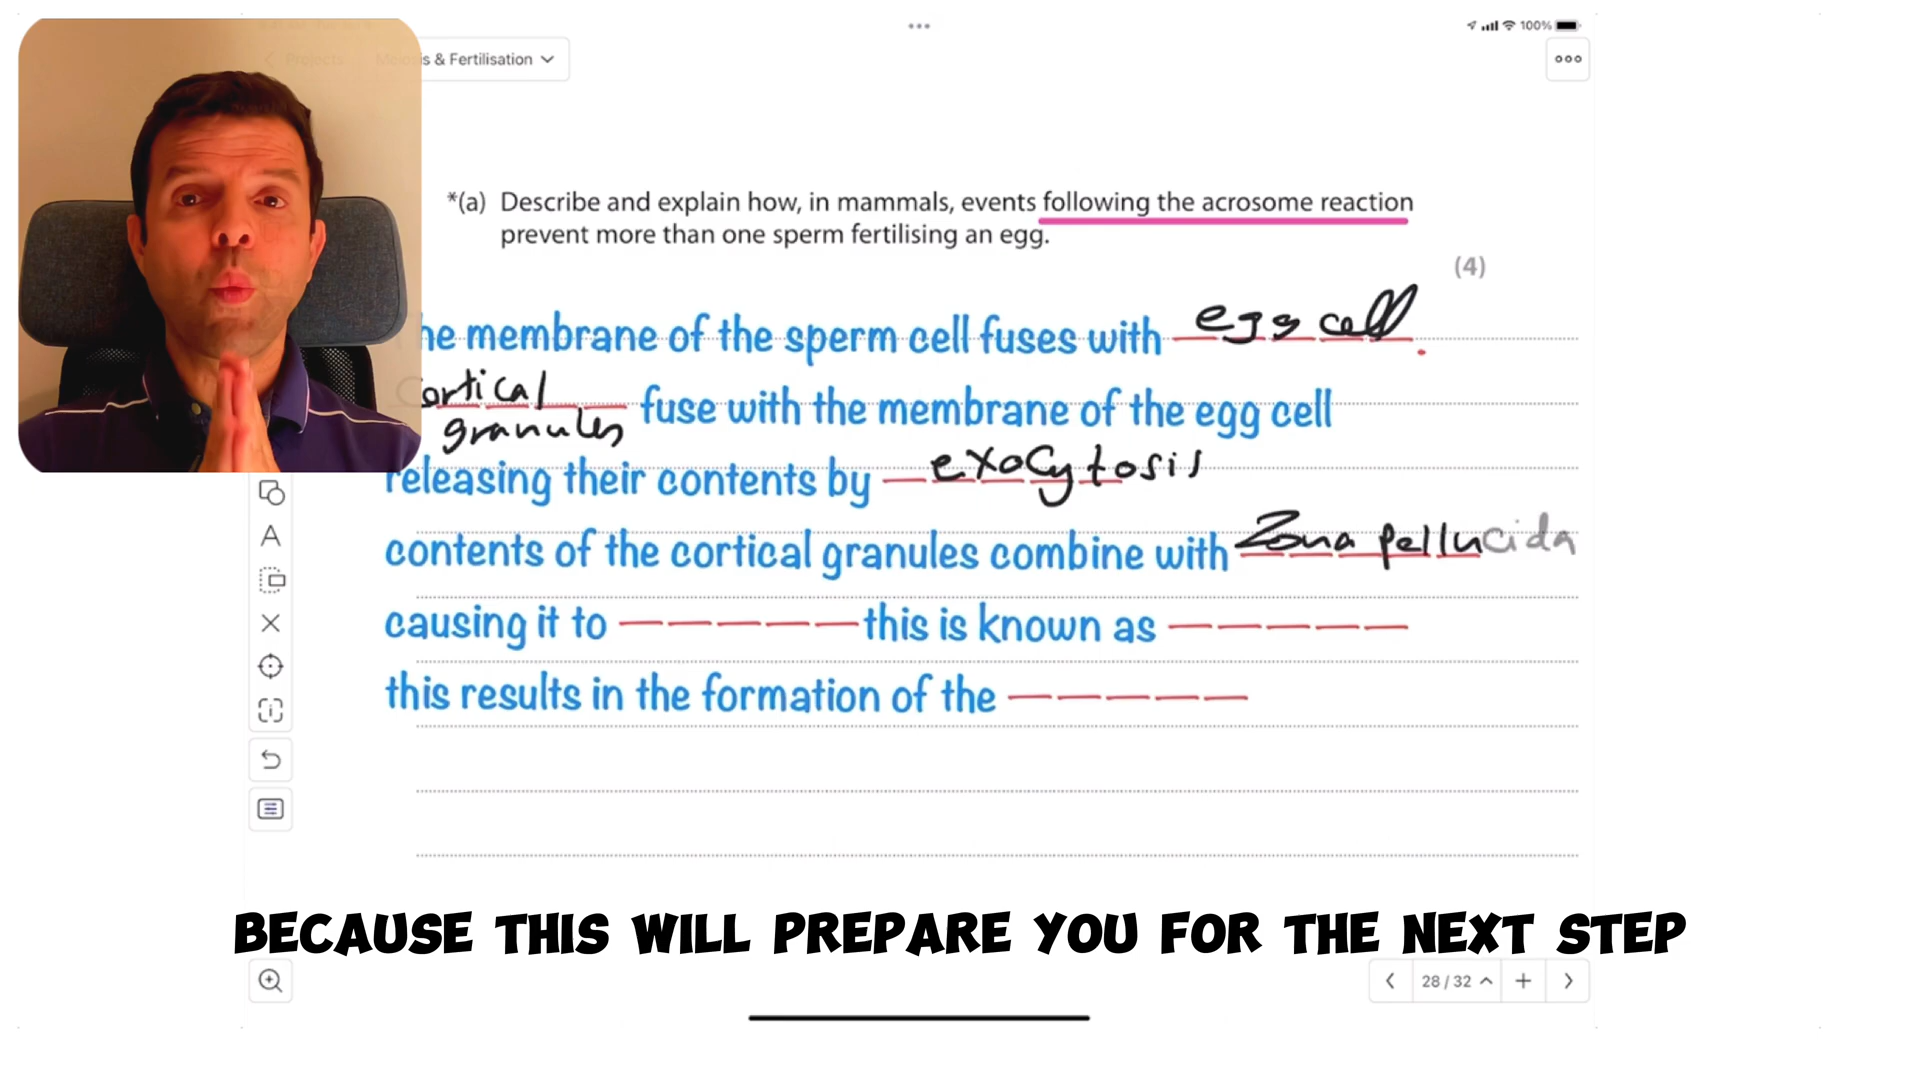 100%
Projects
Meiosis & Fertilisation
*(a) Describe and explain how, in mammals, events following the acrosome reaction
prevent more than one sperm fertilising an egg.
(4)
he membrane of the sperm cell fuses with egg cell.
Cortical granules fuse with the membrane of the egg cell
releasing their contents by exocytosis
contents of the cortical granules combine with Zona pellucida
causing it to this is known as
this results in the formation of the
BECAUSE THIS WILL PREPARE YOU FOR THE NEXT STEP
28 / 32